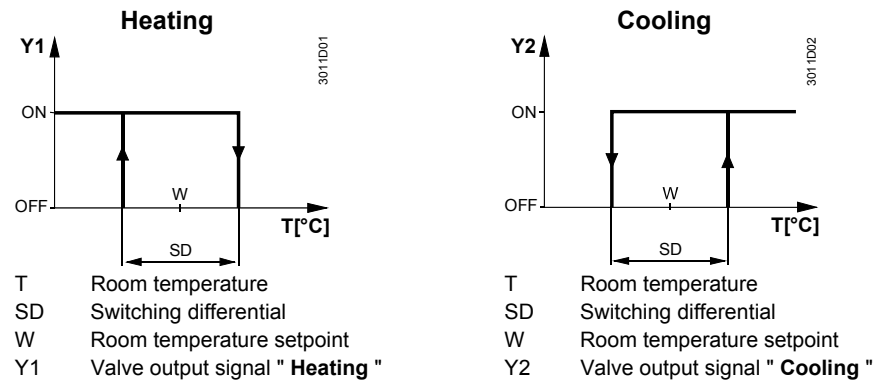 Heating
Y1
3011D01
ON
W
OFF
T[°C]
SD
T Room temperature
SD Switching differential
W Room temperature setpoint
Y1 Valve output signal " Heating "
Cooling
Y2
3011D02
ON
W
OFF
T[°C]
SD
T Room temperature
SD Switching differential
W Room temperature setpoint
Y2 Valve output signal " Cooling "